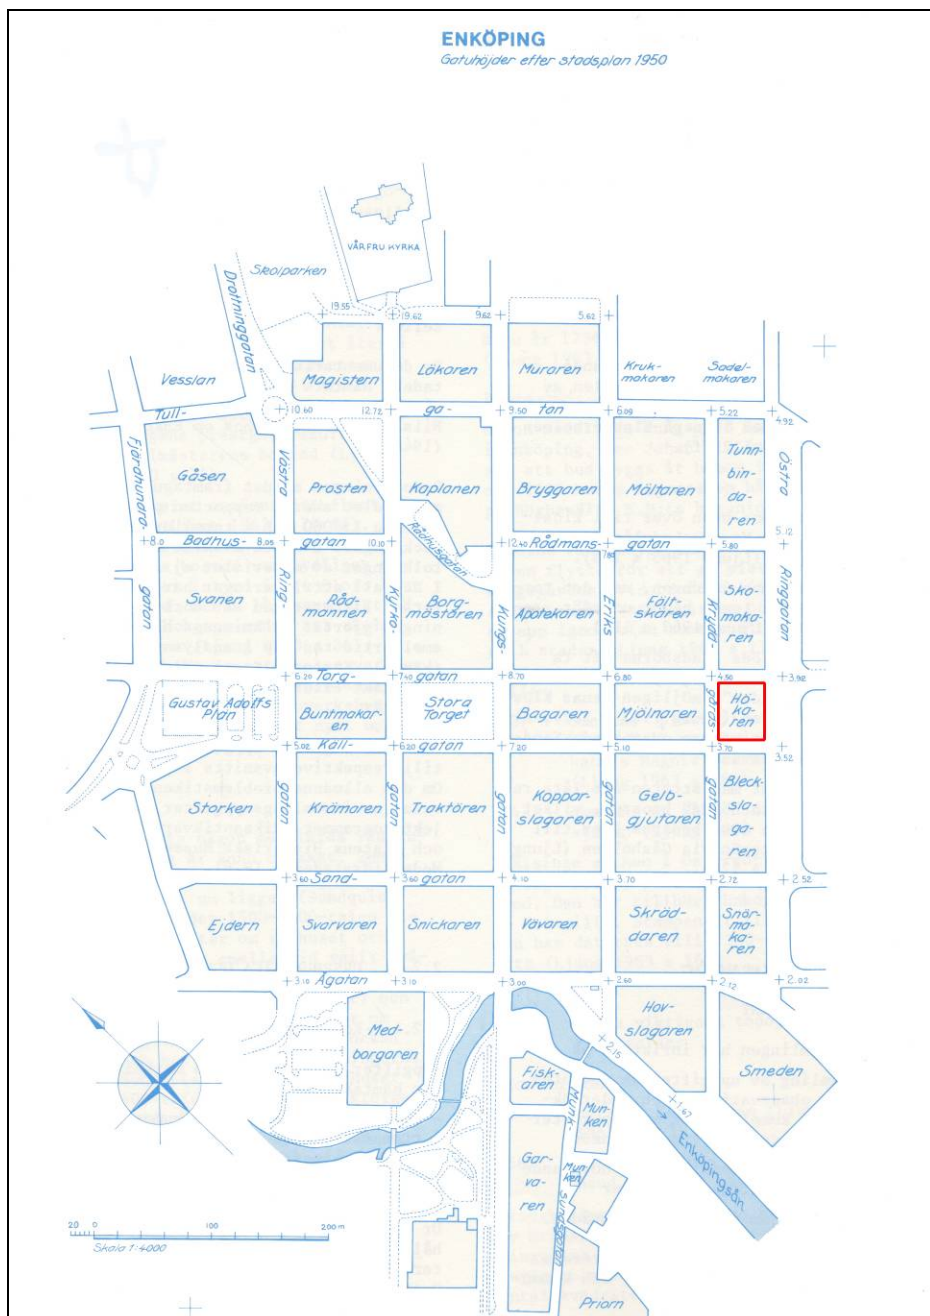 ENKÖPING
Gatuhöjder efter stadsplan 1950
VÅRFRU KYRKA
Skolparken
Drottninggatan
19.55
19.62
9.62
5.62
Vesslan
Magistern
Läkaren
Muraren
Kruk-
makaren
Sadel-
makaren
Tull-
10.60
12.72
ga-
9.50
tan
6.09
5.22
4.92
Fjärdhundra-
gatan
Gåsen
Västra
Ring-
gatan
Prosten
Kaplanen
Bryggaren
Mältaren
Tunn-
bin-
da-
ren
Östra
Ringgatan
5.12
Rådhusgatan
8.0
Badhus-
8.05
gatan
10.10
12.40
Rådmans-
gatan
5.80
Svanen
Råd-
mannen
Kyrko-
gatan
Borg-
mästaren
Kungs-
gatan
Apotekaren
Eriks
gatan
Fält-
skären
Krydd-
gårds-
gatan
Sko-
maka-
ren
6.20
Torg-
7.40
gatan
8.70
6.80
4.50
3.92
Gustav Adolfs
Plan
Buntmakar-
en
Stora
Torget
Bagaren
Mjölnaren
Hö-
ka-
ren
5.02
Käll-
6.20
gatan
7.20
5.10
3.70
3.52
Storken
Krämaren
Traktören
Koppar-
slagaren
Gelb-
gjutaren
Bleck-
sla-
ga-
ren
3.60
Sand-
3.60
gatan
4.10
3.70
2.72
2.52
Ejdern
Svarvaren
Snickaren
Vävaren
Skräd-
daren
Snör-
ma-
ka-
ren
3.10
Ågatan
3.10
3.00
2.60
2.12
2.02
Med-
borgaren
Hov-
slagaren
2.15
Smeden
1.67
Fisk-
aren
Munk-
sundsgatan
Mun-
ken
Enköpingsån
Gar-
va-
ren
Mun-
ken
Priorn
20 0 100 200 m
Skala 1:4000